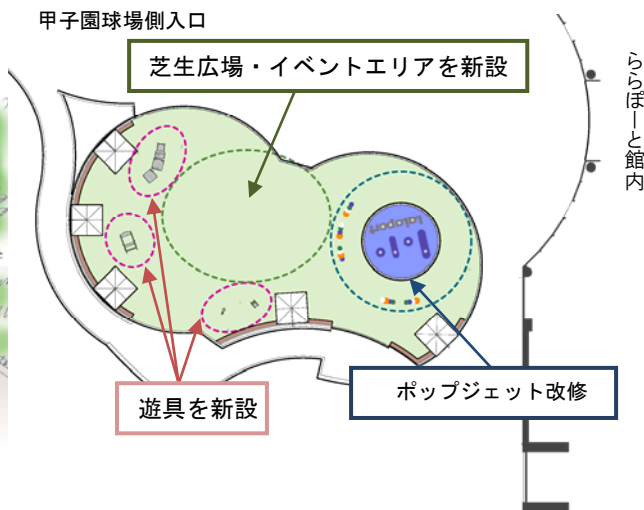 甲子園球場側入口
芝生広場・イベントエリアを新設
ららぽーと館内
Lalaport
遊具を新設
ポップジェット改修